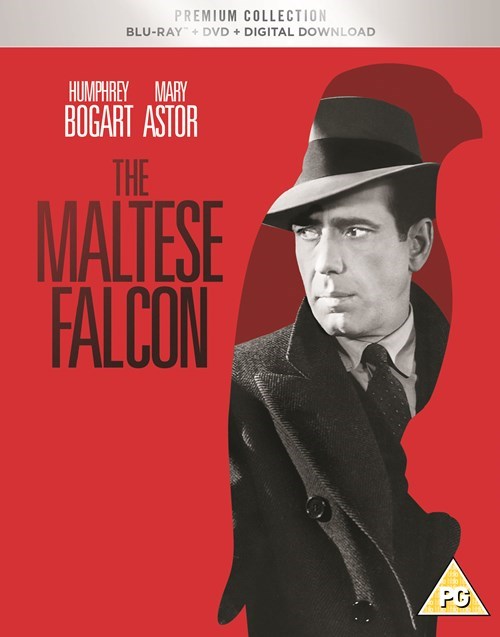 PREMIUM COLLECTION
BLU-RAY™ + DVD + DIGITAL DOWNLOAD
HUMPHREY MARY
BOGART ASTOR
THE
MALTESE
FALCON
PG